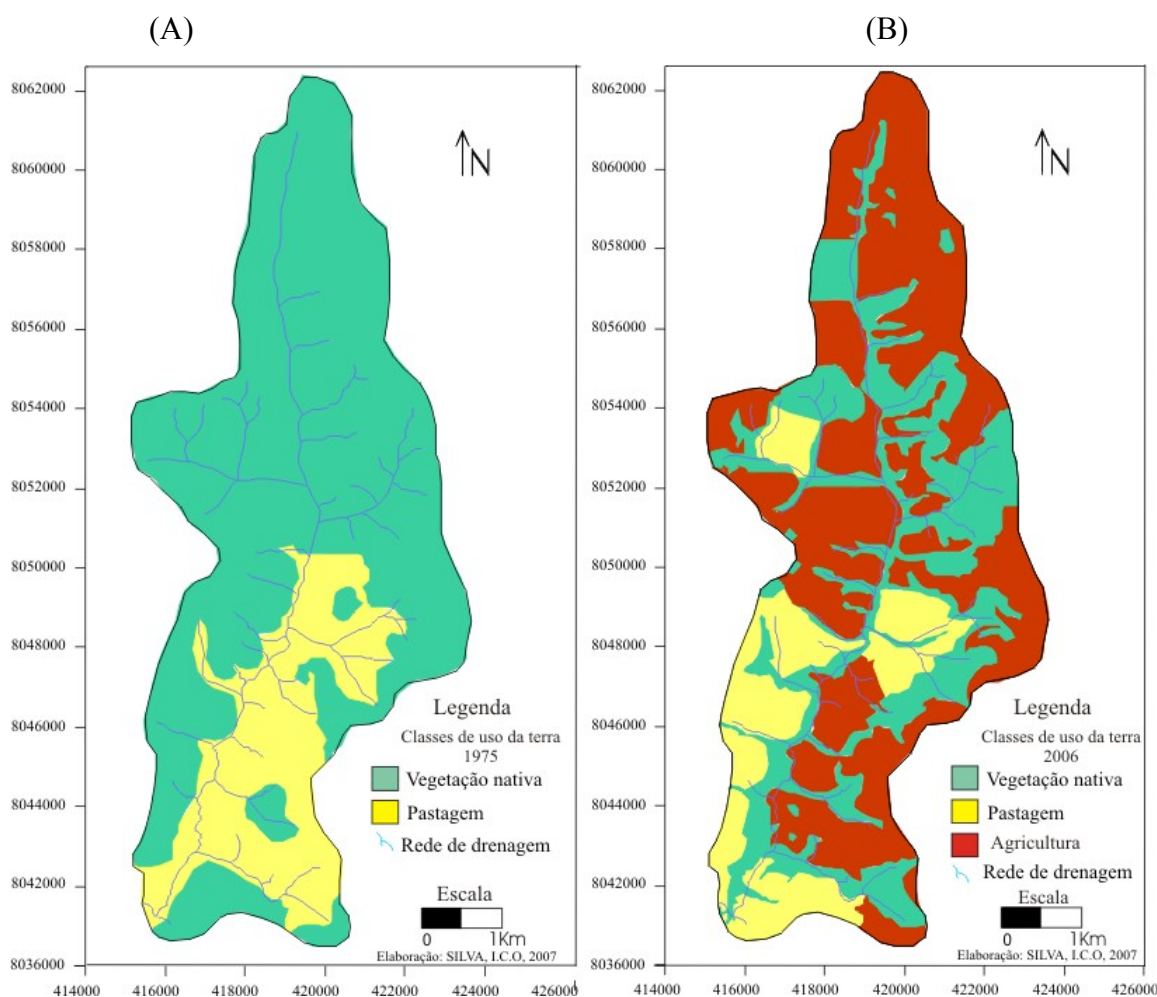 (A)
8062000
8060000
8058000
8056000
8054000
8052000
8050000
8048000
8046000
8044000
8042000
8040000
8038000
8036000
414000 416000 418000 420000 422000 424000 426000
N
Legenda
Classes de uso da terra
1975
Vegetação nativa
Pastagem
Rede de drenagem
Escala
0 1Km
Elaboração: SILVA, I.C.O, 2007
(B)
8062000
8060000
8058000
8056000
8054000
8052000
8050000
8048000
8046000
8044000
8042000
8040000
8038000
8036000
414000 416000 418000 420000 422000 424000 426000
N
Legenda
Classes de uso da terra
2006
Vegetação nativa
Pastagem
Agricultura
Rede de drenagem
Escala
0 1Km
Elaboração: SILVA, I.C.O, 2007